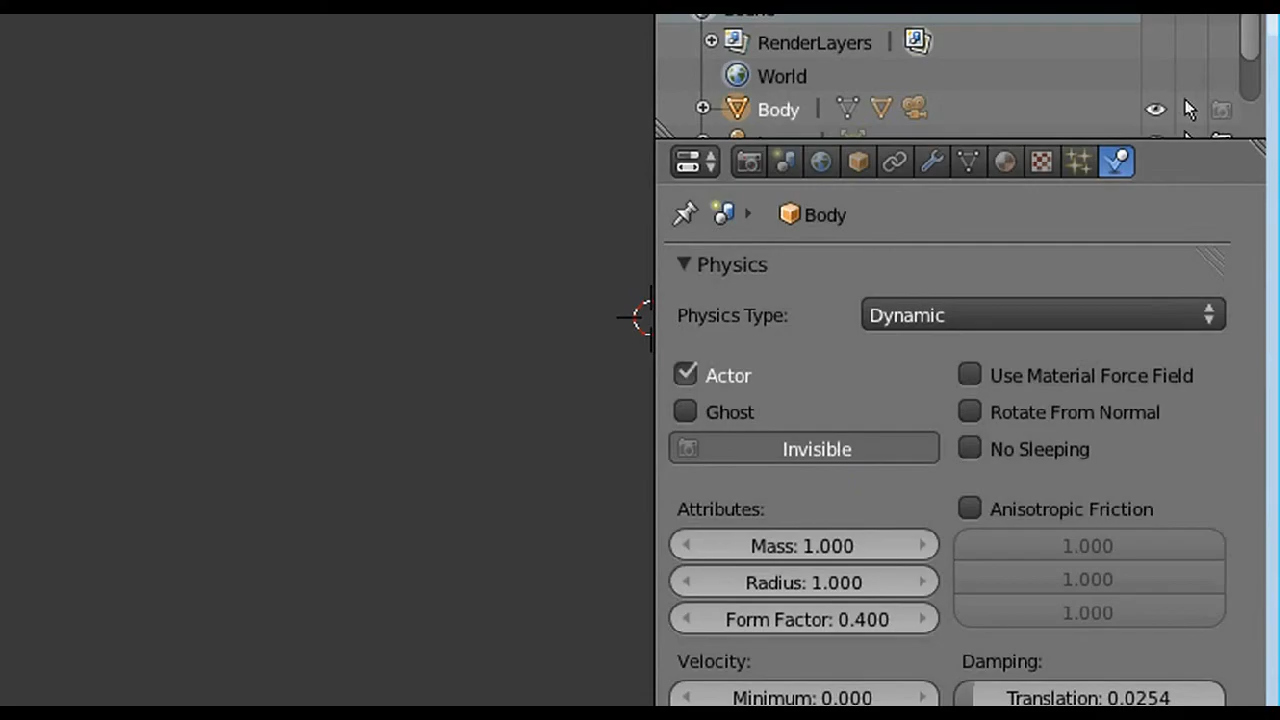 RenderLayers
World
Body
Body
Physics
Physics Type: Dynamic
Actor
Use Material Force Field
Ghost
Rotate From Normal
Invisible
No Sleeping
Attributes:
Anisotropic Friction
Mass: 1.000
1.000
Radius: 1.000
1.000
Form Factor: 0.400
1.000
Velocity:
Damping:
Minimum: 0.000
Translation: 0.0254